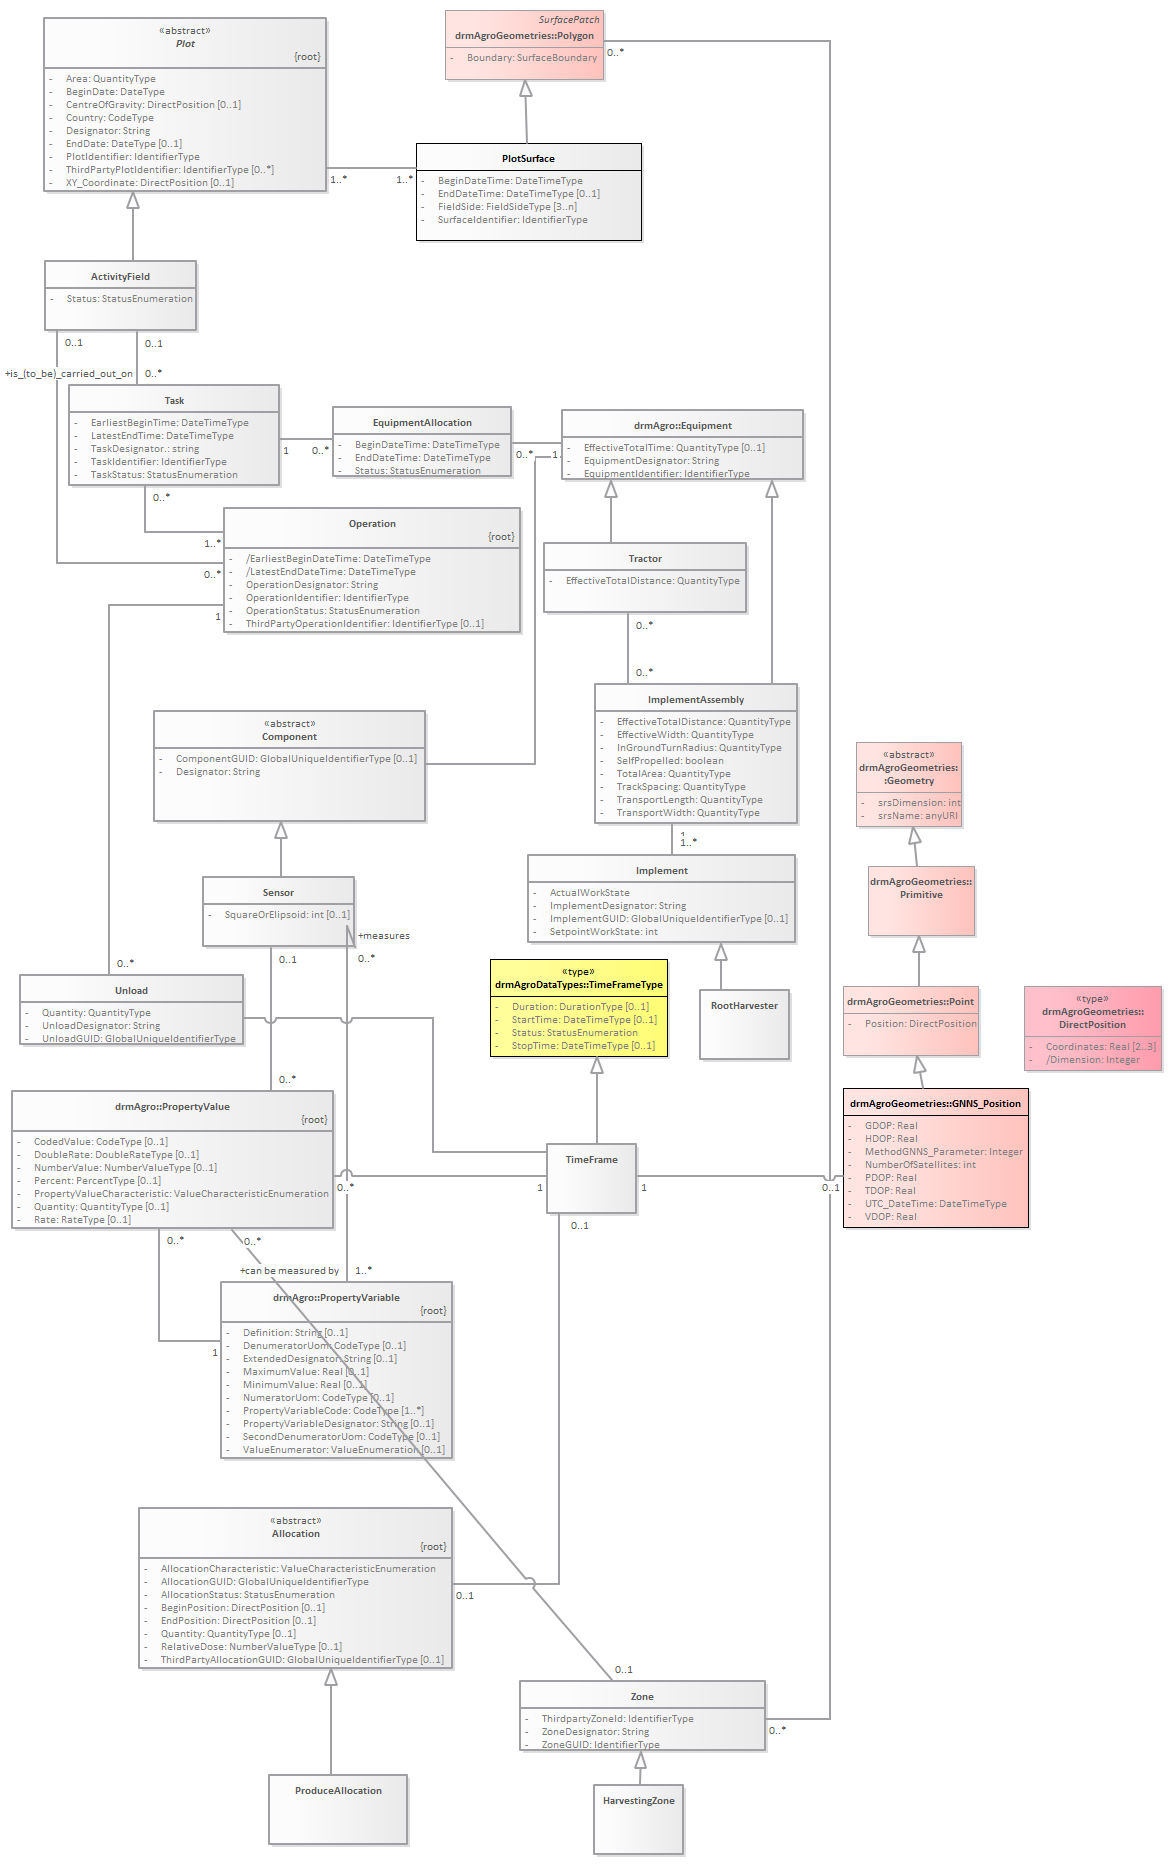 «abstract»
Plot
{root}
- Area: QuantityType
- BeginDate: DateType
- CentreOfGravity: DirectPosition [0..1]
- Country: CodeType
- Designator: String
- EndDate: DateType [0..1]
- PlotIdentifier: IdentifierType
- ThirdPartyPlotIdentifier: IdentifierType [0..*]
- XY_Coordinate: DirectPosition [0..1]
SurfacePatch
drmAgroGeometries::Polygon
- Boundary: SurfaceBoundary
0..*
1..*
1..*
PlotSurface
- BeginDateTime: DateTimeType
- EndDateTime: DateTimeType [0..1]
- FieldSide: FieldSideType [3..n]
- SurfaceIdentifier: IdentifierType
ActivityField
- Status: StatusEnumeration
0..1
0..1
+is_(to_be)_carried_out_on
0..*
Task
- EarliestBeginTime: DateTimeType
- LatestEndTime: DateTimeType
- TaskDesignator.: string
- TaskIdentifier: IdentifierType
- TaskStatus: StatusEnumeration
1
0..*
EquipmentAllocation
- BeginDateTime: DateTimeType
- EndDateTime: DateTimeType
- Status: StatusEnumeration
0..*
1
drmAgro::Equipment
- EffectiveTotalTime: QuantityType [0..1]
- EquipmentDesignator: String
- EquipmentIdentifier: IdentifierType
0..*
1..*
0..*
Operation
{root}
- /EarliestBeginDateTime: DateTimeType
- /LatestEndDateTime: DateTimeType
- OperationDesignator: String
- OperationIdentifier: IdentifierType
- OperationStatus: StatusEnumeration
- ThirdPartyOperationIdentifier: IdentifierType [0..1]
1
Tractor
- EffectiveTotalDistance: QuantityType
0..*
0..*
ImplementAssembly
- EffectiveTotalDistance: QuantityType
- EffectiveWidth: QuantityType
- InGroundTurnRadius: QuantityType
- SelfPropelled: boolean
- TotalArea: QuantityType
- TrackSpacing: QuantityType
- TransportLength: QuantityType
- TransportWidth: QuantityType
1
1..*
«abstract»
Component
- ComponentGUID: GlobalUniqueIdentifierType [0..1]
- Designator: String
«abstract»
drmAgroGeometries:
:Geometry
- srsDimension: int
- srsName: anyURI
Implement
- ActualWorkState
- ImplementDesignator: String
- ImplementGUID: GlobalUniqueIdentifierType [0..1]
- SetpointWorkState: int
drmAgroGeometries::
Primitive
Sensor
- SquareOrElipsoid: int [0..1]
+measures
0..*
0..1
0..*
Unload
- Quantity: QuantityType
- UnloadDesignator: String
- UnloadGUID: GlobalUniqueIdentifierType
«type»
drmAgroDataTypes::TimeFrameType
- Duration: DurationType [0..1]
- StartTime: DateTimeType [0..1]
- Status: StatusEnumeration
- StopTime: DateTimeType [0..1]
RootHarvester
drmAgroGeometries::Point
- Position: DirectPosition
«type»
drmAgroGeometries::
DirectPosition
- Coordinates: Real [2..3]
- /Dimension: Integer
0..*
drmAgro::PropertyValue
{root}
- CodedValue: CodeType [0..1]
- DoubleRate: DoubleRateType [0..1]
- NumberValue: NumberValueType [0..1]
- Percent: PercentType [0..1]
- PropertyValueCharacteristic: ValueCharacteristicEnumeration
- Quantity: QuantityType [0..1]
- Rate: RateType [0..1]
0..*
1
TimeFrame
1
0..1
0..1
drmAgroGeometries::GNNS_Position
- GDOP: Real
- HDOP: Real
- MethodGNNS_Parameter: Integer
- NumberOfSatellites: int
- PDOP: Real
- TDOP: Real
- UTC_DateTime: DateTimeType
- VDOP: Real
0..*
0..*
+can be measured by
1..*
1
drmAgro::PropertyVariable
{root}
- Definition: String [0..1]
- DenumeratorUom: CodeType [0..1]
- ExtendedDesignator: String [0..1]
- MaximumValue: Real [0..1]
- MinimumValue: Real [0..1]
- NumeratorUom: CodeType [0..1]
- PropertyVariableCode: CodeType [1..*]
- PropertyVariableDesignator: String [0..1]
- SecondDenumeratorUom: CodeType [0..1]
- ValueEnumerator: ValueEnumeration [0..1]
«abstract»
Allocation
{root}
- AllocationCharacteristic: ValueCharacteristicEnumeration
- AllocationGUID: GlobalUniqueIdentifierType
- AllocationStatus: StatusEnumeration
- BeginPosition: DirectPosition [0..1]
- EndPosition: DirectPosition [0..1]
- Quantity: QuantityType [0..1]
- RelativeDose: NumberValueType [0..1]
- ThirdPartyAllocationGUID: GlobalUniqueIdentifierType [0..1]
0..1
0..1
Zone
- ThirdpartyZoneId: IdentifierType
- ZoneDesignator: String
- ZoneGUID: IdentifierType
0..*
ProduceAllocation
HarvestingZone